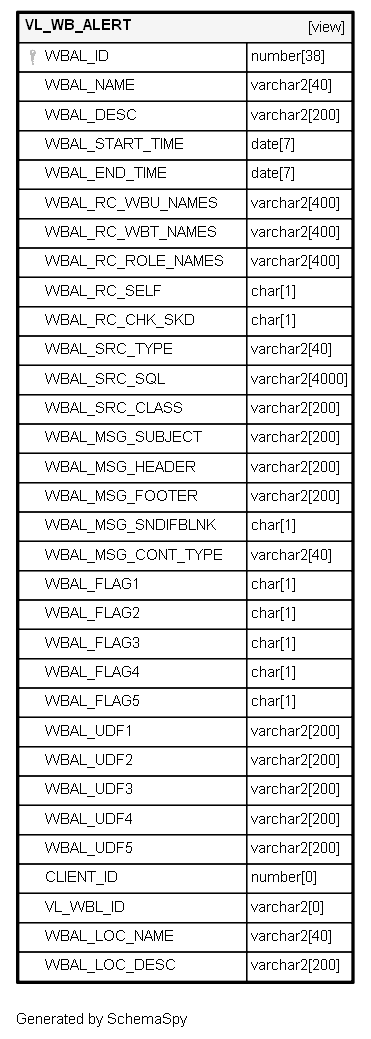 VL_WB_ALERT [view]
WBAL_ID number[38]
WBAL_NAME varchar2[40]
WBAL_DESC varchar2[200]
WBAL_START_TIME date[7]
WBAL_END_TIME date[7]
WBAL_RC_WBU_NAMES varchar2[400]
WBAL_RC_WBT_NAMES varchar2[400]
WBAL_RC_ROLE_NAMES varchar2[400]
WBAL_RC_SELF char[1]
WBAL_RC_CHK_SKD char[1]
WBAL_SRC_TYPE varchar2[40]
WBAL_SRC_SQL varchar2[4000]
WBAL_SRC_CLASS varchar2[200]
WBAL_MSG_SUBJECT varchar2[200]
WBAL_MSG_HEADER varchar2[200]
WBAL_MSG_FOOTER varchar2[200]
WBAL_MSG_SNDIFBLNK char[1]
WBAL_MSG_CONT_TYPE varchar2[40]
WBAL_FLAG1 char[1]
WBAL_FLAG2 char[1]
WBAL_FLAG3 char[1]
WBAL_FLAG4 char[1]
WBAL_FLAG5 char[1]
WBAL_UDF1 varchar2[200]
WBAL_UDF2 varchar2[200]
WBAL_UDF3 varchar2[200]
WBAL_UDF4 varchar2[200]
WBAL_UDF5 varchar2[200]
CLIENT_ID number[0]
VL_WBL_ID varchar2[0]
WBAL_LOC_NAME varchar2[40]
WBAL_LOC_DESC varchar2[200]
Generated by SchemaSpy